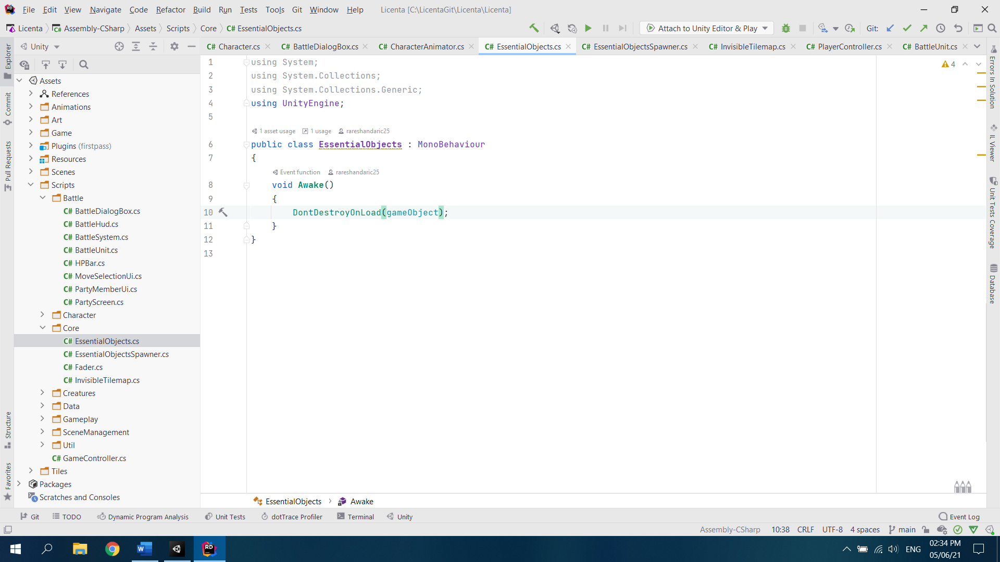 File Edit View Navigate Code Refactor Build Run Tests Tools Git Window Help Licenta [C:\LicentaGit\Licenta\Licenta]
Licenta Assembly-CSharp Assets Scripts Core C# EssentialObjects.cs Attach to Unity Editor & Play Git:
Unity
C# Character.cs C# BattleDialogBox.cs C# CharacterAnimator.cs C# EssentialObjects.cs C# EssentialObjectsSpawner.cs C# InvisibleTilemap.cs C# PlayerController.cs C# BattleUnit.cs
Explorer
Commit
Pull Requests
Structure
Favorites
Assets
References
Animations
Art
Game
Plugins (firstpass)
Resources
Scenes
Scripts
Battle
C# BattleDialogBox.cs
C# BattleHud.cs
C# BattleSystem.cs
C# BattleUnit.cs
C# HPBar.cs
C# MoveSelectionUi.cs
C# PartyMemberUi.cs
C# PartyScreen.cs
Character
Core
C# EssentialObjects.cs
C# EssentialObjectsSpawner.cs
C# Fader.cs
C# InvisibleTilemap.cs
Creatures
Data
Gameplay
SceneManagement
Util
C# GameController.cs
Tiles
Packages
Scratches and Consoles
1 using System;
2 using System.Collections;
3 using System.Collections.Generic;
4 using UnityEngine;
5
1 asset usage 1 usage rareshandaric25
6 public class EssentialObjects : MonoBehaviour
7 {
Event function rareshandaric25
8 void Awake()
9 {
10 DontDestroyOnLoad(gameObject);
11 }
12 }
13
4
Errors In Solution
IL Viewer
Unit Tests Coverage
Database
EssentialObjects Awake
Git TODO Dynamic Program Analysis Unit Tests dotTrace Profiler Terminal Unity Event Log
Assembly-CSharp 10:38 CRLF UTF-8 4 spaces main
ENG
02:34 PM
05/06/21